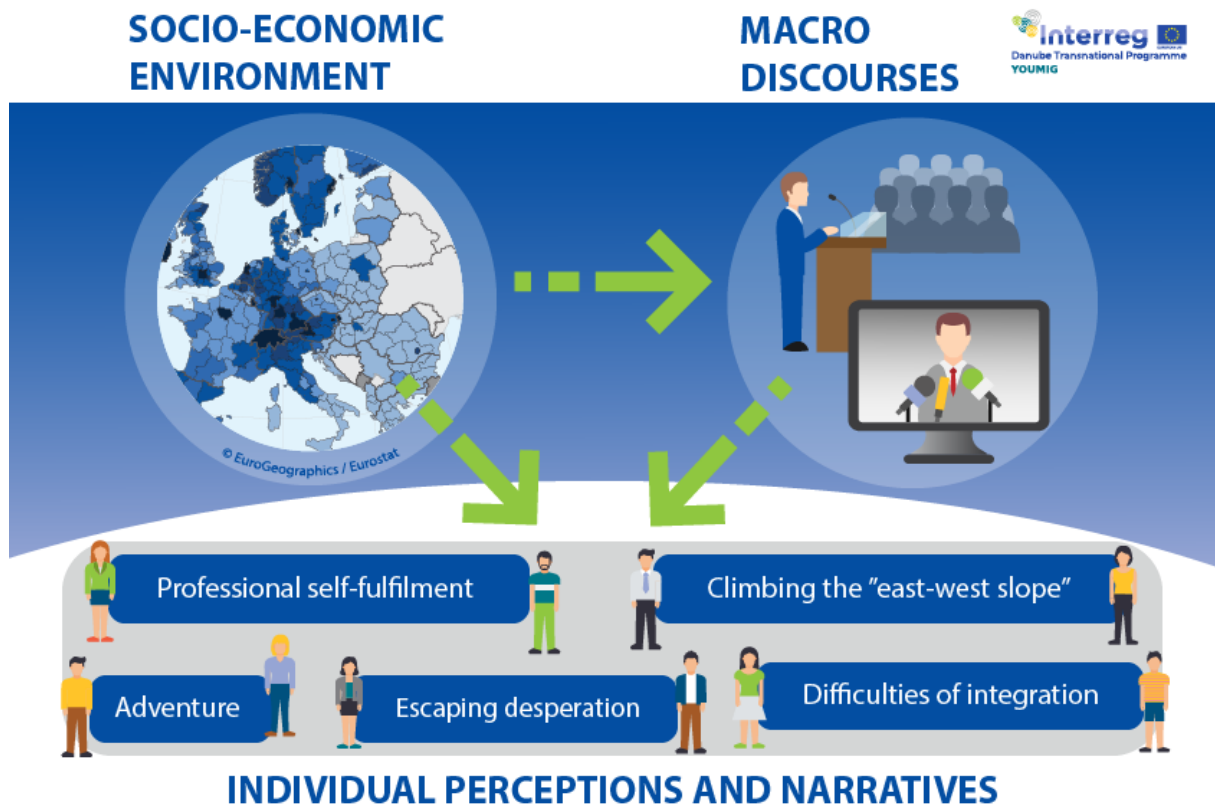 SOCIO-ECONOMIC
ENVIRONMENT
MACRO
DISCOURSES
Interreg
Danube Transnational Programme
YOUMIG
© EuroGeographics / Eurostat
Professional self-fulfilment
Climbing the "east-west slope"
Adventure
Escaping desperation
Difficulties of integration
INDIVIDUAL PERCEPTIONS AND NARRATIVES